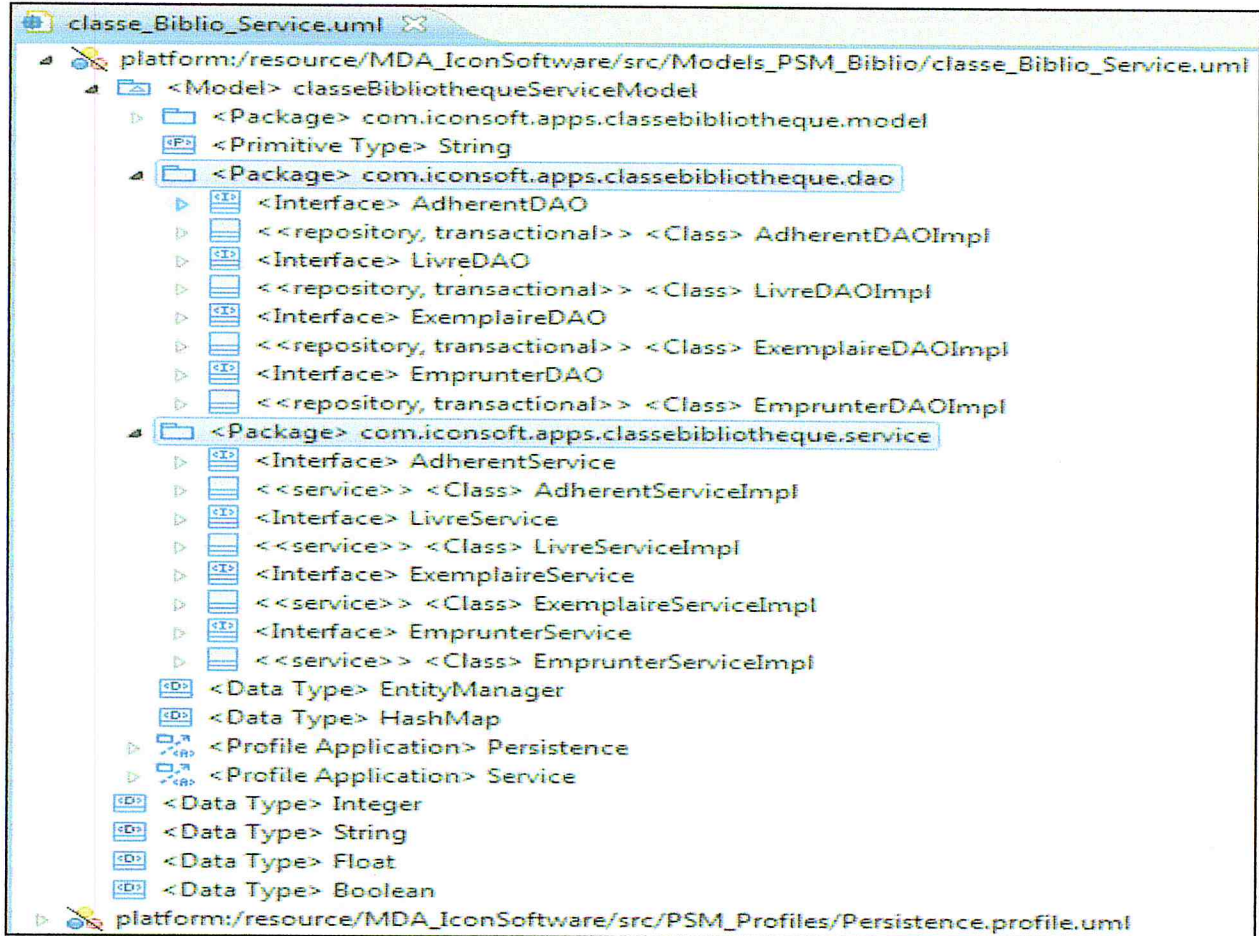 classe_Biblio_Service.uml
platform:/resource/MDA_IconSoftware/src/Models_PSM_Biblio/classe_Biblio_Service.uml
<Model> classeBibliothequeServiceModel
<Package> com.iconsoft.apps.classebibliotheque.model
<P> <Primitive Type> String
<Package> com.iconsoft.apps.classebibliotheque.dao
<I> <Interface> AdherentDAO
<<repository, transactional>> <Class> AdherentDAOImpl
<I> <Interface> LivreDAO
<<repository, transactional>> <Class> LivreDAOImpl
<I> <Interface> ExemplaireDAO
<<repository, transactional>> <Class> ExemplaireDAOImpl
<I> <Interface> EmprunterDAO
<<repository, transactional>> <Class> EmprunterDAOImpl
<Package> com.iconsoft.apps.classebibliotheque.service
<I> <Interface> AdherentService
<<service>> <Class> AdherentServiceImpl
<I> <Interface> LivreService
<<service>> <Class> LivreServiceImpl
<I> <Interface> ExemplaireService
<<service>> <Class> ExemplaireServiceImpl
<I> <Interface> EmprunterService
<<service>> <Class> EmprunterServiceImpl
<D> <Data Type> EntityManager
<D> <Data Type> HashMap
<A> <Profile Application> Persistence
<A> <Profile Application> Service
<D> <Data Type> Integer
<D> <Data Type> String
<D> <Data Type> Float
<D> <Data Type> Boolean
platform:/resource/MDA_IconSoftware/src/PSM_Profiles/Persistence.profile.uml